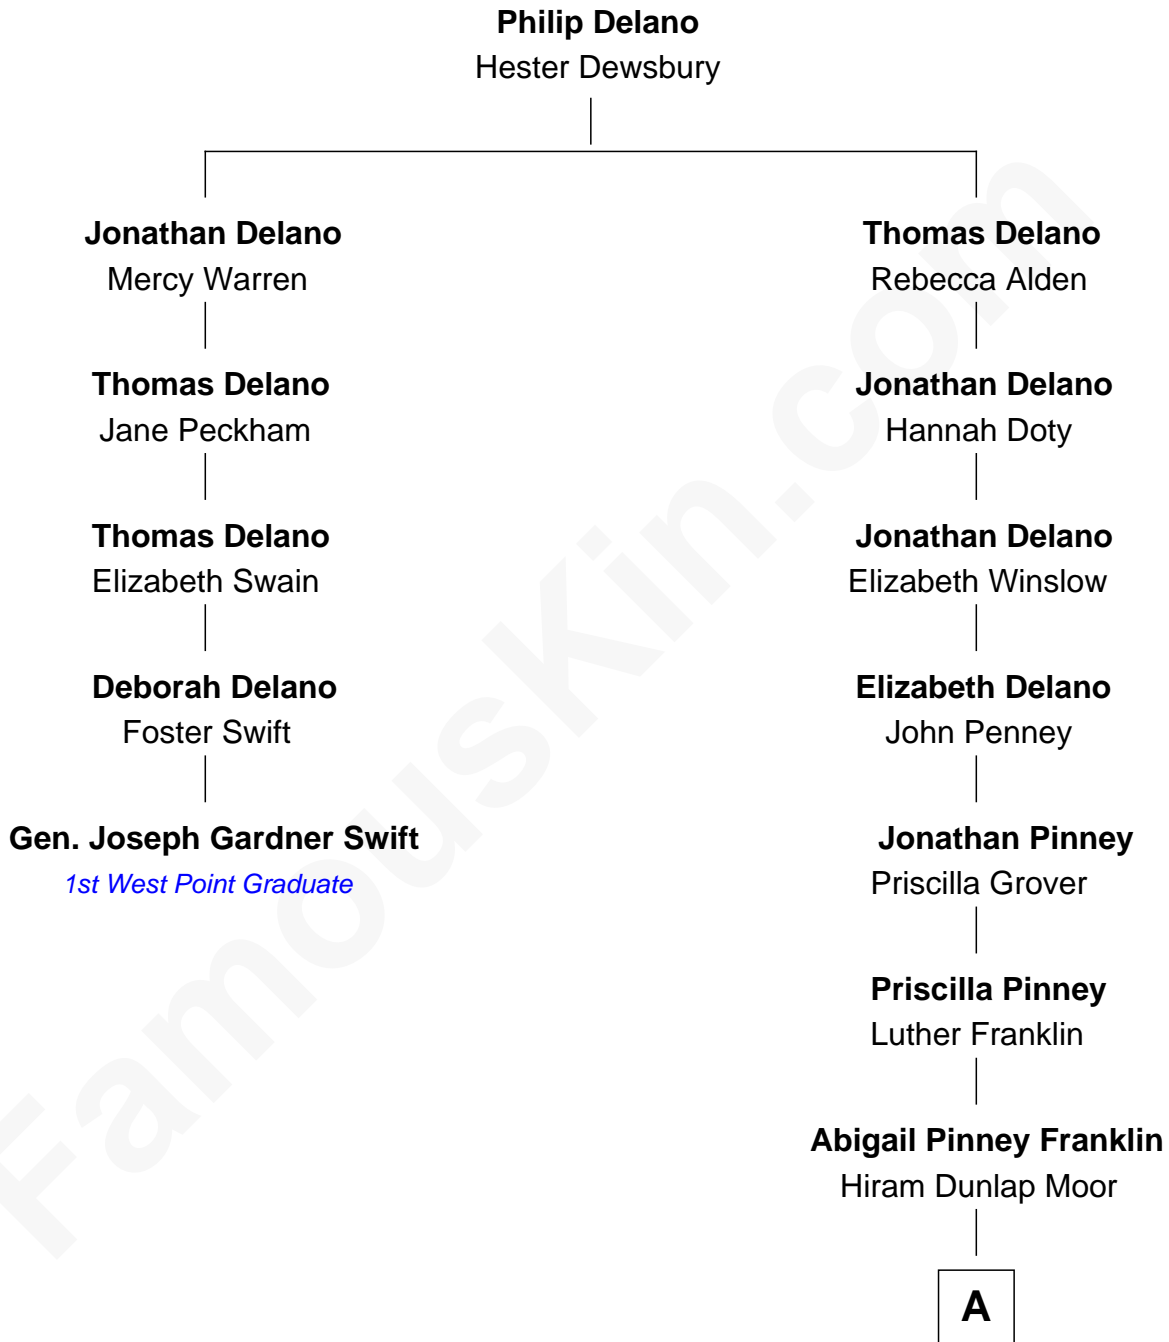 Philip Delano
Hester Dewsbury
Jonathan Delano
Mercy Warren
Thomas Delano
Jane Peckham
Thomas Delano
Elizabeth Swain
Deborah Delano
Foster Swift
Gen. Joseph Gardner Swift
1st West Point Graduate
Thomas Delano
Rebecca Alden
Jonathan Delano
Hannah Doty
Jonathan Delano
Elizabeth Winslow
Elizabeth Delano
John Penney
Jonathan Pinney
Priscilla Grover
Priscilla Pinney
Luther Franklin
Abigail Pinney Franklin
Hiram Dunlap Moor
A
FamousKin.com